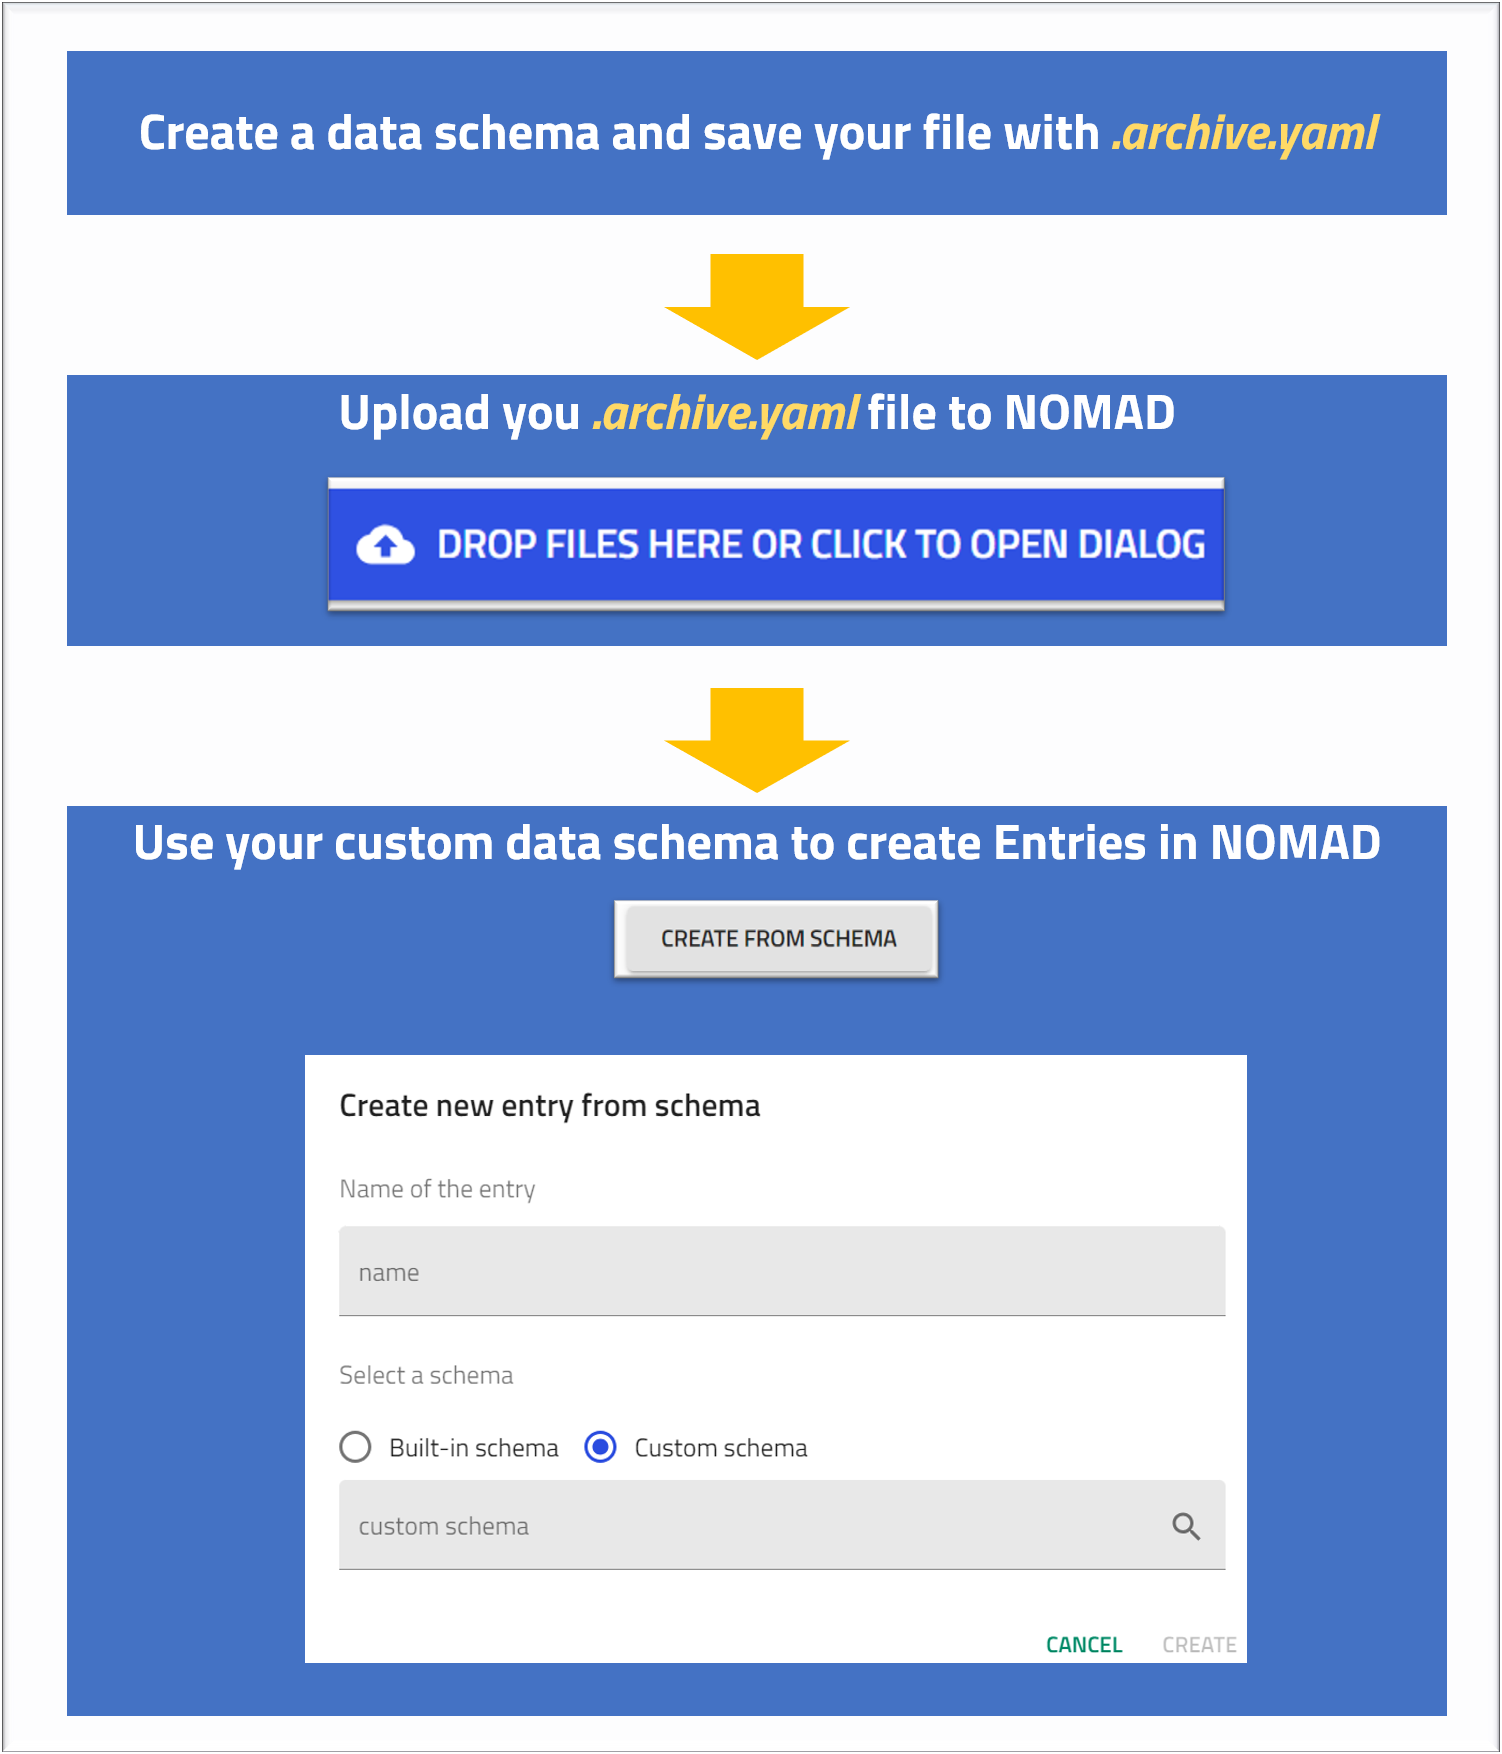 Create a data schema and save your file with .archive.yaml
Upload you .archive.yaml file to NOMAD
DROP FILES HERE OR CLICK TO OPEN DIALOG
Use your custom data schema to create Entries in NOMAD
CREATE FROM SCHEMA
Create new entry from schema
Name of the entry
name
Select a schema
Built-in schema Custom schema
custom schema
CANCEL CREATE